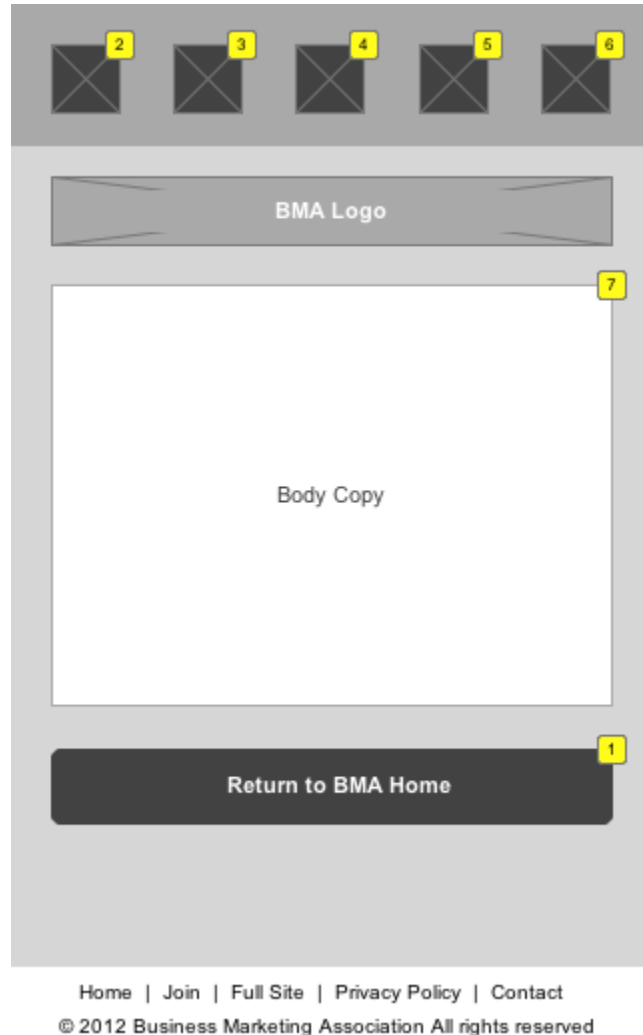 2 3 4 5 6
BMA Logo
7
Body Copy
1
Return to BMA Home
Home | Join | Full Site | Privacy Policy | Contact
© 2012 Business Marketing Association All rights reserved